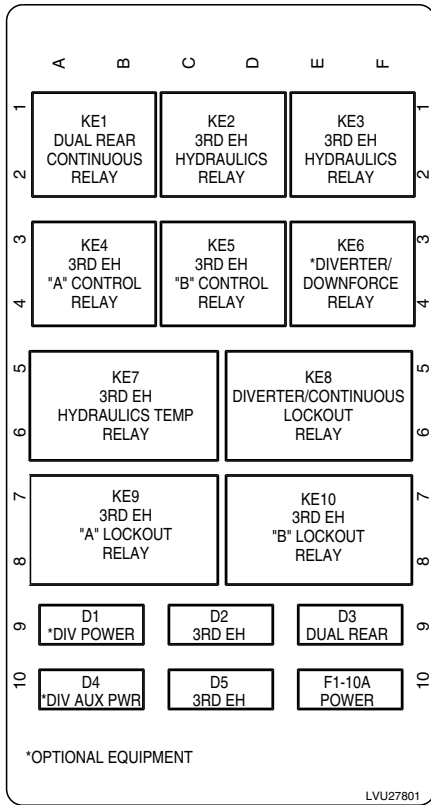 A B C D E F
1 1
KE1 KE2 KE3
DUAL REAR 3RD EH 3RD EH
CONTINUOUS HYDRAULICS HYDRAULICS
2 RELAY RELAY RELAY 2
3 3
KE4 KE5 KE6
3RD EH 3RD EH *DIVERTER/
"A" CONTROL "B" CONTROL DOWNFORCE
4 RELAY RELAY RELAY 4
5 5
KE7 KE8
3RD EH DIVERTER/CONTINUOUS
HYDRAULICS TEMP LOCKOUT
6 RELAY RELAY 6
7 7
KE9 KE10
3RD EH 3RD EH
"A" LOCKOUT "B" LOCKOUT
8 RELAY RELAY 8
D1 D2 D3
9 *DIV POWER 3RD EH DUAL REAR 9
D4 D5 F1-10A
10 *DIV AUX PWR 3RD EH POWER 10
*OPTIONAL EQUIPMENT
LVU27801